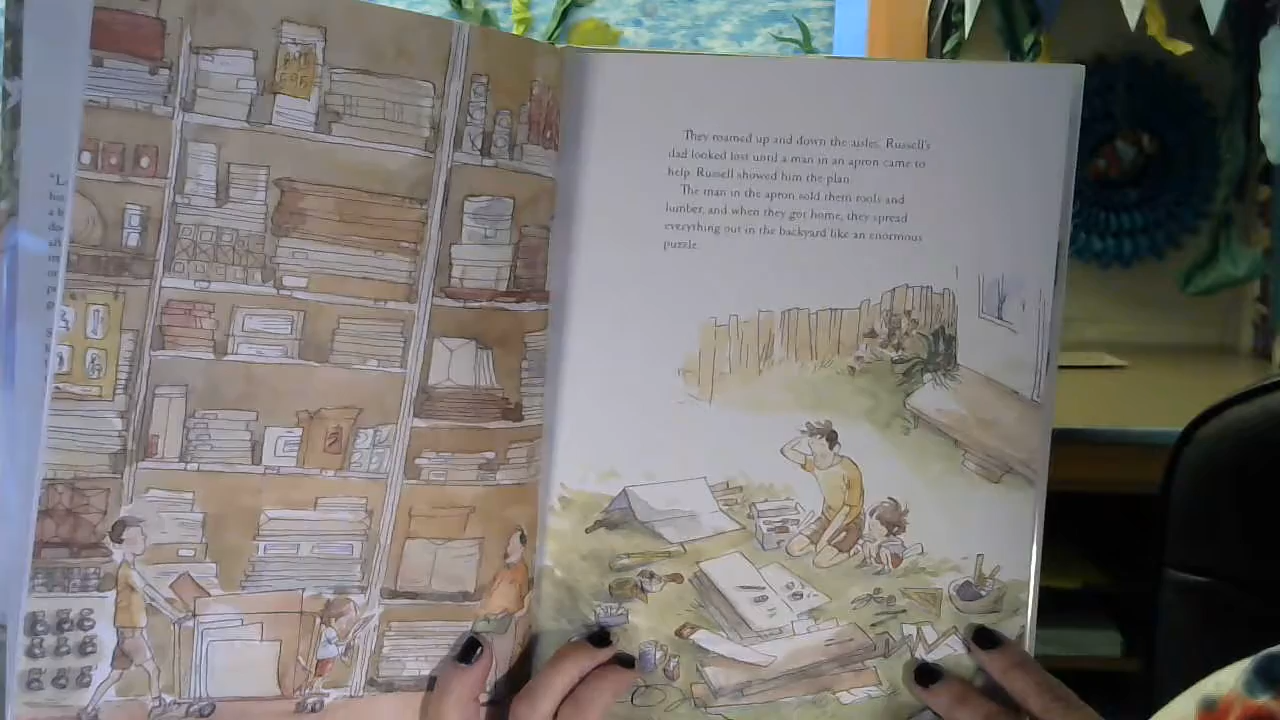 They roamed up and down the aisles. Russell's
dad looked lost until a man in an apron came to
help. Russell showed him the plan.
The man in the apron sold them tools and
lumber, and when they got home, they spread
everything out in the backyard like an enormous
puzzle.